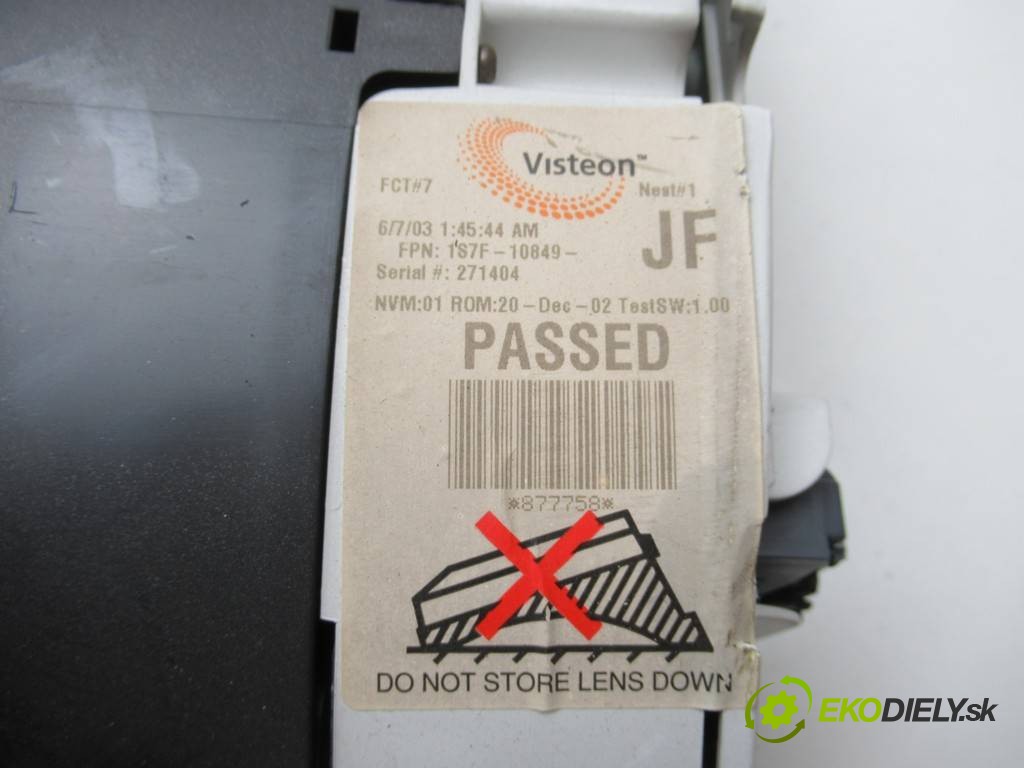 Visteon™
FCT#7 Nest#1
6/7/03 1:45:44 AM
FPN: 1S7F-10849- JF
Serial #: 271404
NVM:01 ROM:20-Dec-02 TestSW:1.00
PASSED
*877758*
DO NOT STORE LENS DOWN
EKODIELY.sk